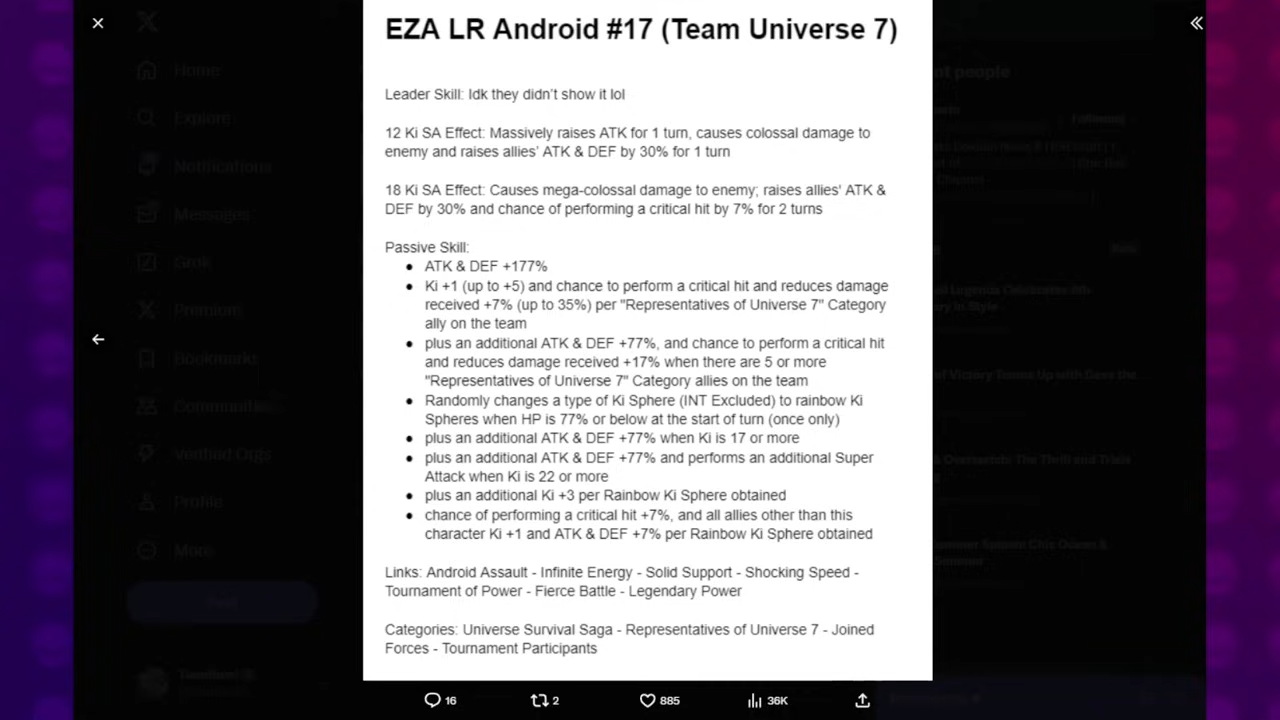 EZA LR Android #17 (Team Universe 7)
Leader Skill: Idk they didn't show it lol
12 Ki SA Effect: Massively raises ATK for 1 turn, causes colossal damage to
enemy and raises allies' ATK & DEF by 30% for 1 turn
18 Ki SA Effect: Causes mega-colossal damage to enemy; raises allies' ATK &
DEF by 30% and chance of performing a critical hit by 7% for 2 turns
Passive Skill:
● ATK & DEF +177%
● Ki +1 (up to +5) and chance to perform a critical hit and reduces damage
received +7% (up to 35%) per "Representatives of Universe 7" Category
ally on the team
● plus an additional ATK & DEF +77%, and chance to perform a critical hit
and reduces damage received +17% when there are 5 or more
"Representatives of Universe 7" Category allies on the team
● Randomly changes a type of Ki Sphere (INT Excluded) to rainbow Ki
Spheres when HP is 77% or below at the start of turn (once only)
● plus an additional ATK & DEF +77% when Ki is 17 or more
● plus an additional ATK & DEF +77% and performs an additional Super
Attack when Ki is 22 or more
● plus an additional Ki +3 per Rainbow Ki Sphere obtained
● chance of performing a critical hit +7%, and all allies other than this
character Ki +1 and ATK & DEF +7% per Rainbow Ki Sphere obtained
Links: Android Assault - Infinite Energy - Solid Support - Shocking Speed -
Tournament of Power - Fierce Battle - Legendary Power
Categories: Universe Survival Saga - Representatives of Universe 7 - Joined
Forces - Tournament Participants
16 2 885 36K
Home
Explore
Notifications
Messages
Grok
Premium
Bookmarks
Communities
Verified Orgs
Profile
More